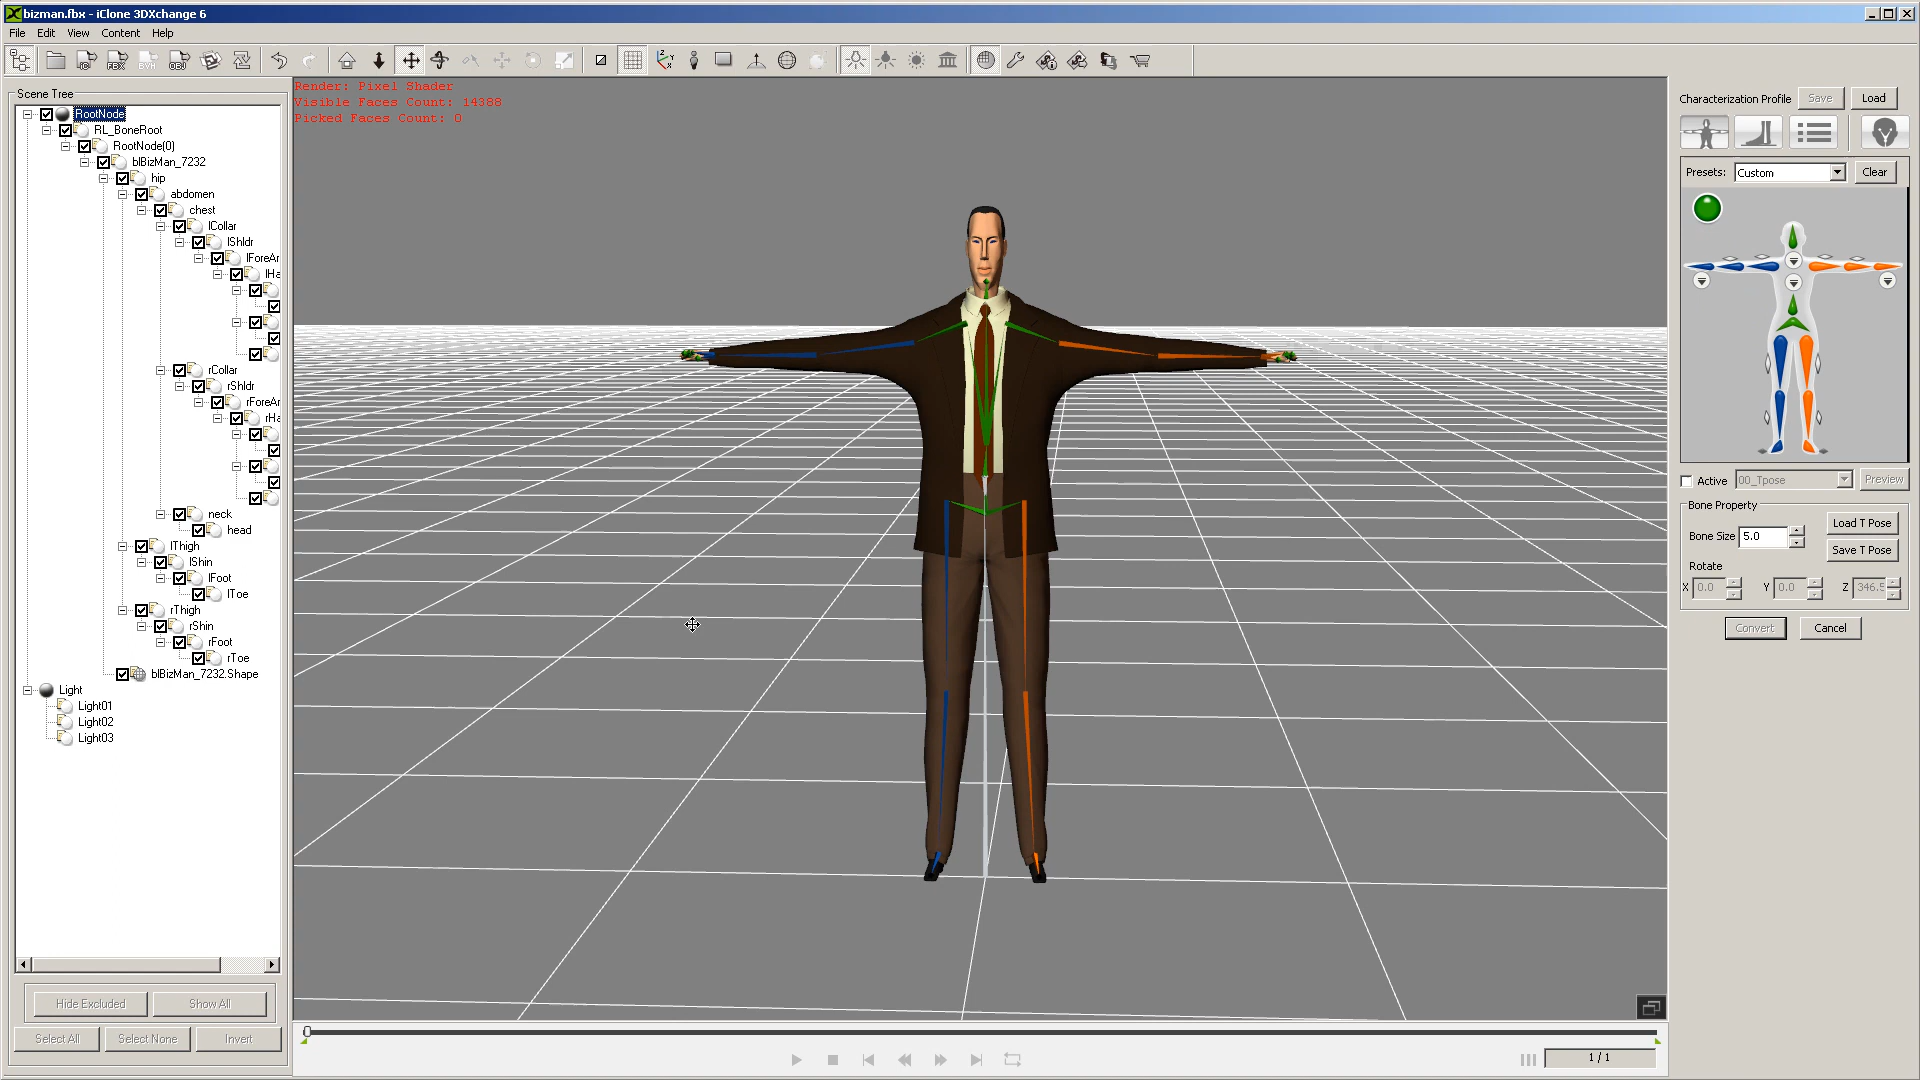 bizman.fbx - iClone 3DXchange 6
File Edit View Content Help
Scene Tree
RootNode
RL_BoneRoot
RootNode(0)
blBizMan_7232
hip
abdomen
chest
lCollar
lShldr
lForeAr
lHa
rCollar
rShldr
rForeAr
rHa
neck
head
lThigh
lShin
lFoot
lToe
rThigh
rShin
rFoot
rToe
blBizMan_7232.Shape
Light
Light01
Light02
Light03
Hide Excluded Show All
Select All Select None Invert
Render: Pixel Shader
Visible Faces Count: 14388
Picked Faces Count: 0
1 / 1
Characterization Profile Save Load
Presets: Custom Clear
Active 00_Tpose Preview
Bone Property
Load T Pose
Bone Size 5.0
Save T Pose
Rotate
X 0.0 Y 0.0 Z 346.5
Convert Cancel